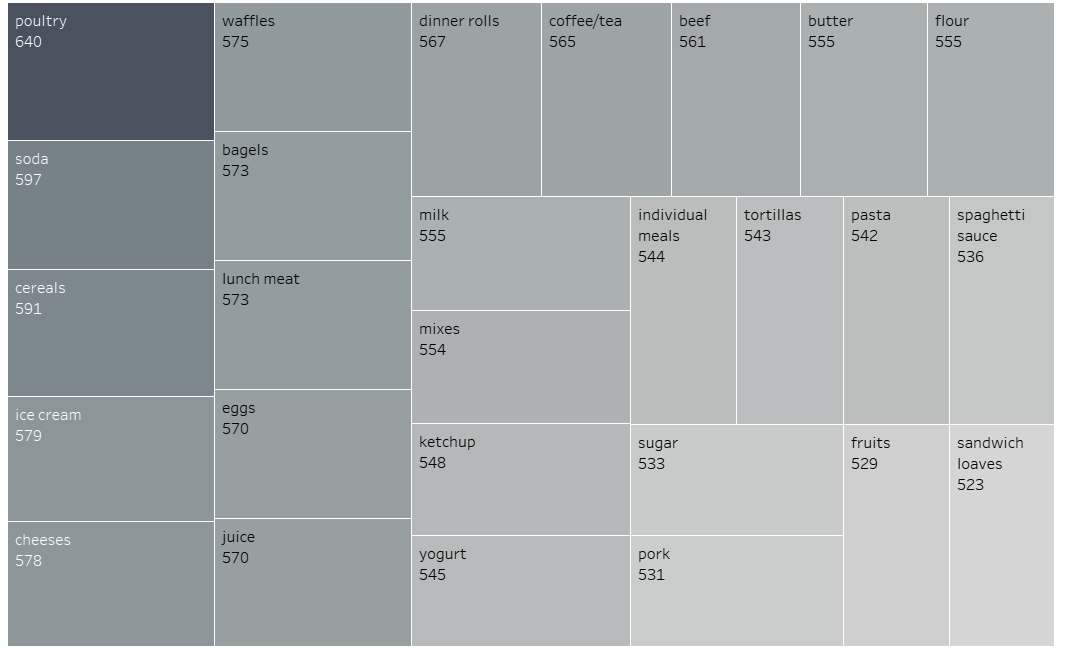 poultry
640
soda
597
cereals
591
ice cream
579
cheeses
578
waffles
575
bagels
573
lunch meat
573
eggs
570
juice
570
dinner rolls
567
coffee/tea
565
beef
561
butter
555
flour
555
milk
555
mixes
554
ketchup
548
yogurt
545
individual
meals
544
tortillas
543
pasta
542
spaghetti
sauce
536
sugar
533
pork
531
fruits
529
sandwich
loaves
523